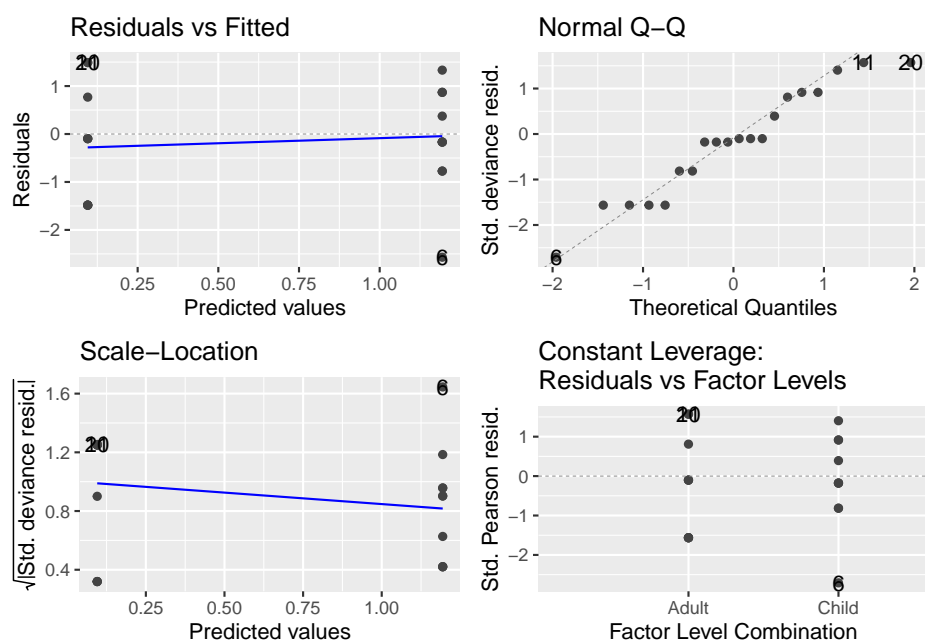 Residuals vs Fitted
Residuals
1
0
−1
−2
11
20
6
0.25
0.50
0.75
1.00
Predicted values
Normal Q−Q
Std. deviance resid.
1
0
−1
−2
11
20
6
−2
−1
0
1
2
Theoretical Quantiles
Scale−Location
√|Std. deviance resid.|
1.6
1.2
0.8
0.4
11
20
6
0.25
0.50
0.75
1.00
Predicted values
Constant Leverage:
Residuals vs Factor Levels
Std. Pearson resid.
1
0
−1
−2
11
20
6
Adult
Child
Factor Level Combination